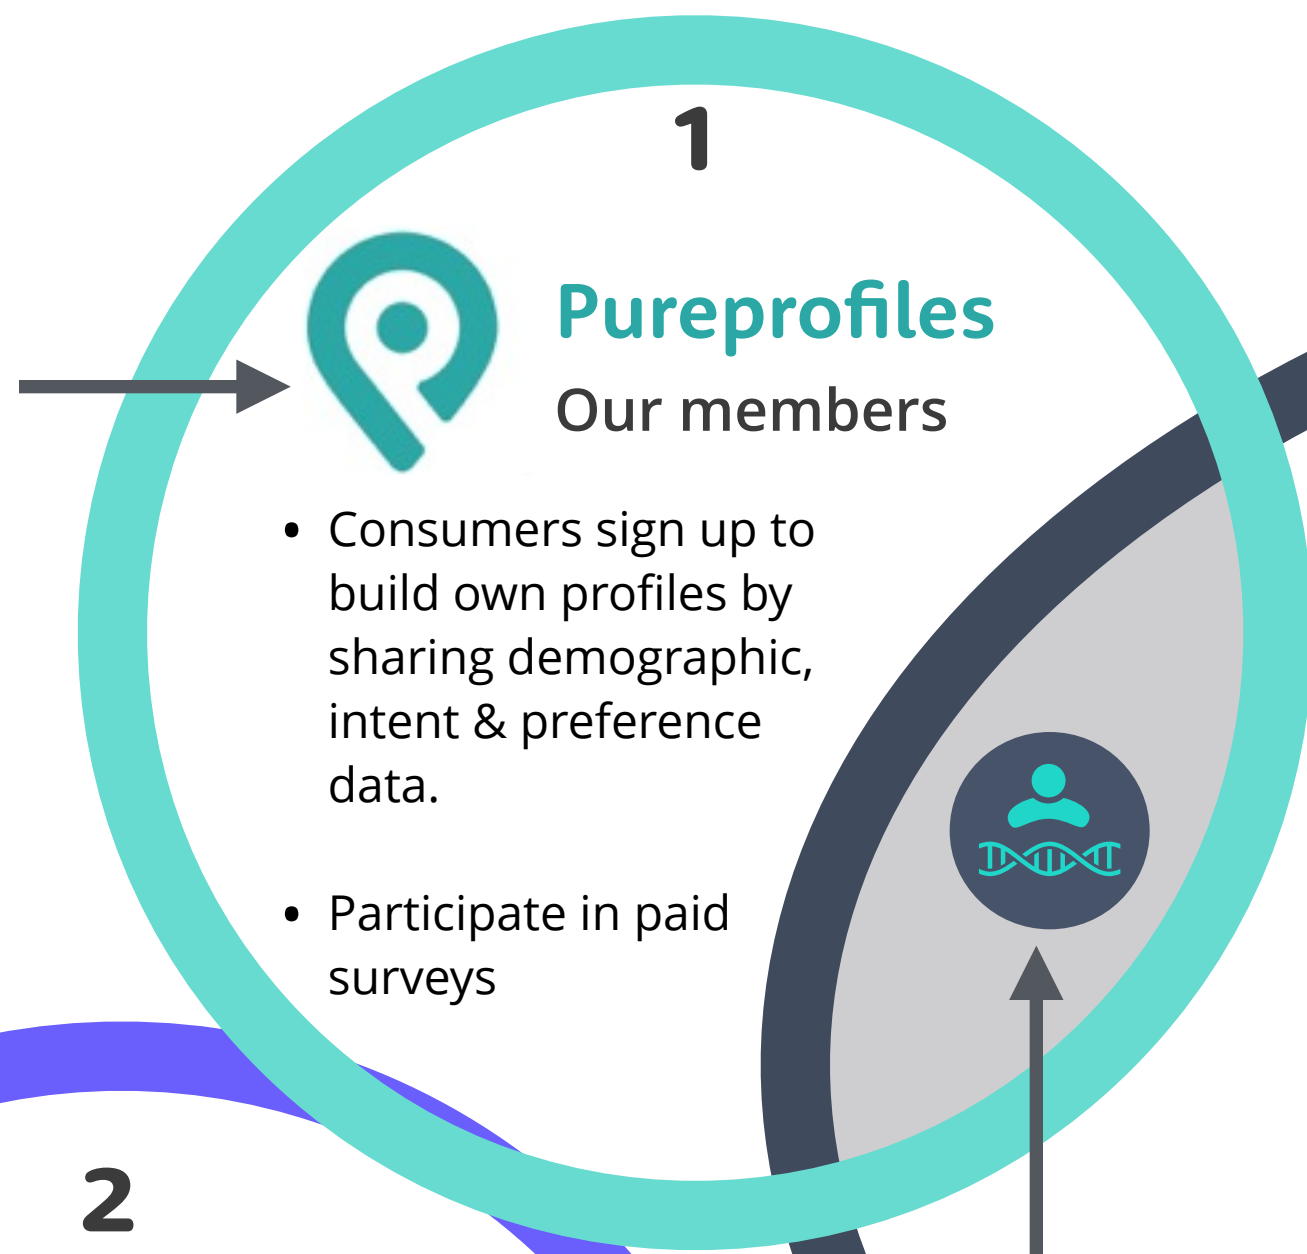 1
Pureprofiles
Our members
• Consumers sign up to
build own profiles by
sharing demographic,
intent & preference
data.
• Participate in paid
surveys
2